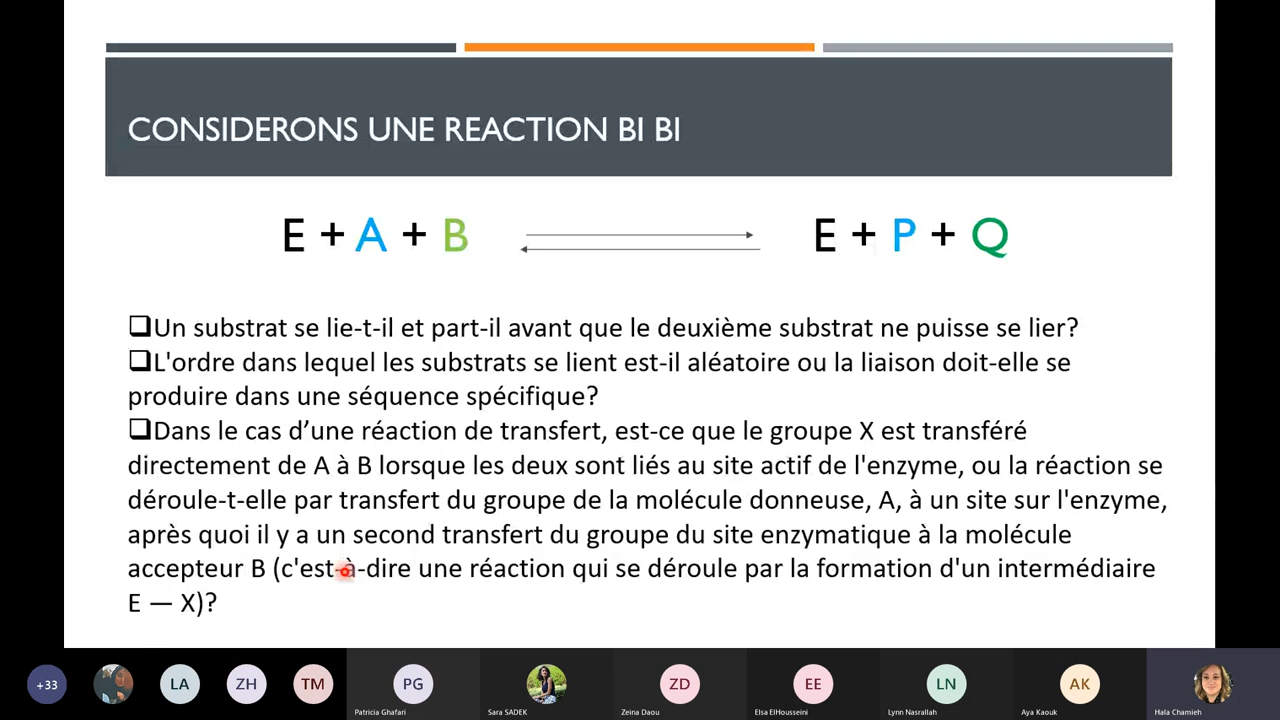 CONSIDERONS UNE REACTION BI BI
E + A + B E + P + Q
❑Un substrat se lie-t-il et part-il avant que le deuxième substrat ne puisse se lier?
❑L'ordre dans lequel les substrats se lient est-il aléatoire ou la liaison doit-elle se
produire dans une séquence spécifique?
❑Dans le cas d’une réaction de transfert, est-ce que le groupe X est transféré
directement de A à B lorsque les deux sont liés au site actif de l'enzyme, ou la réaction se
déroule-t-elle par transfert du groupe de la molécule donneuse, A, à un site sur l'enzyme,
après quoi il y a un second transfert du groupe du site enzymatique à la molécule
accepteur B (c'est-à-dire une réaction qui se déroule par la formation d'un intermédiaire
E — X)?
+33 LA ZH TM PG ZD EE LN AK
Patricia Ghafari Sara SADEK Zeina Daou Elsa ElHousseini Lynn Nasrallah Aya Kaouk Hala Chamieh